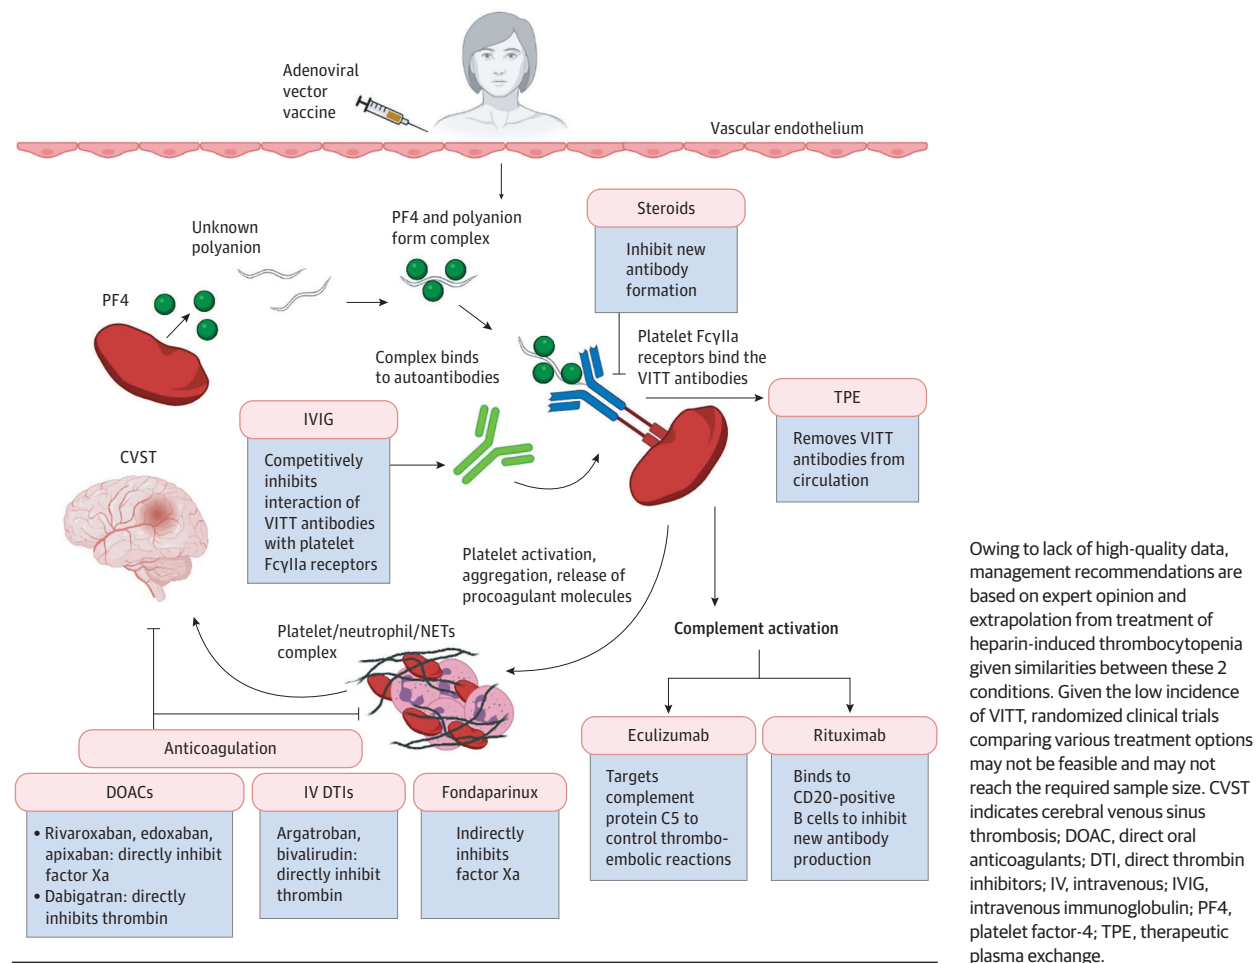 Adenoviral
vector
vaccine
Vascular endothelium
Steroids
Inhibit new
antibody
formation
PF4 and polyanion
form complex
Unknown
polyanion
PF4
Platelet FcγIIa
receptors bind the
VITT antibodies
Complex binds
to autoantibodies
TPE
Removes VITT
antibodies from
circulation
IVIG
Competitively
inhibits
interaction of
VITT antibodies
with platelet
FcγIIa receptors
CVST
Platelet activation,
aggregation, release of
procoagulant molecules
Complement activation
Platelet/neutrophil/NETs
complex
Anticoagulation
DOACs
• Rivaroxaban, edoxaban,
apixaban: directly inhibit
factor Xa
• Dabigatran: directly
inhibits thrombin
IV DTIs
Argatroban,
bivalirudin:
directly inhibit
thrombin
Fondaparinux
Indirectly
inhibits
factor Xa
Eculizumab
Targets
complement
protein C5 to
control thrombo-
embolic reactions
Rituximab
Binds to
CD20-positive
B cells to inhibit
new antibody
production
Owing to lack of high-quality data,
management recommendations are
based on expert opinion and
extrapolation from treatment of
heparin-induced thrombocytopenia
given similarities between these 2
conditions. Given the low incidence
of VITT, randomized clinical trials
comparing various treatment options
may not be feasible and may not
reach the required sample size. CVST
indicates cerebral venous sinus
thrombosis; DOAC, direct oral
anticoagulants; DTI, direct thrombin
inhibitors; IV, intravenous; IVIG,
intravenous immunoglobulin; PF4,
platelet factor-4; TPE, therapeutic
plasma exchange.